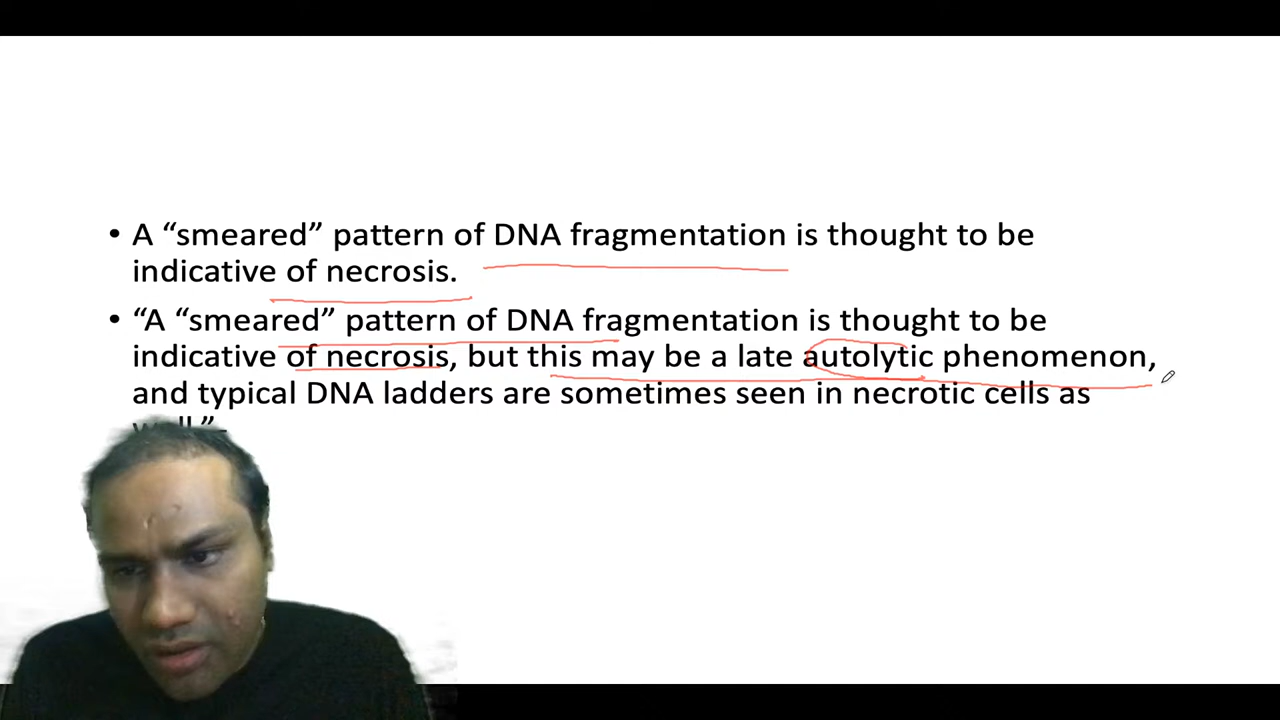 • A “smeared” pattern of DNA fragmentation is thought to be
indicative of necrosis.
• “A “smeared” pattern of DNA fragmentation is thought to be
indicative of necrosis, but this may be a late autolytic phenomenon,
and typical DNA ladders are sometimes seen in necrotic cells as
well.”-